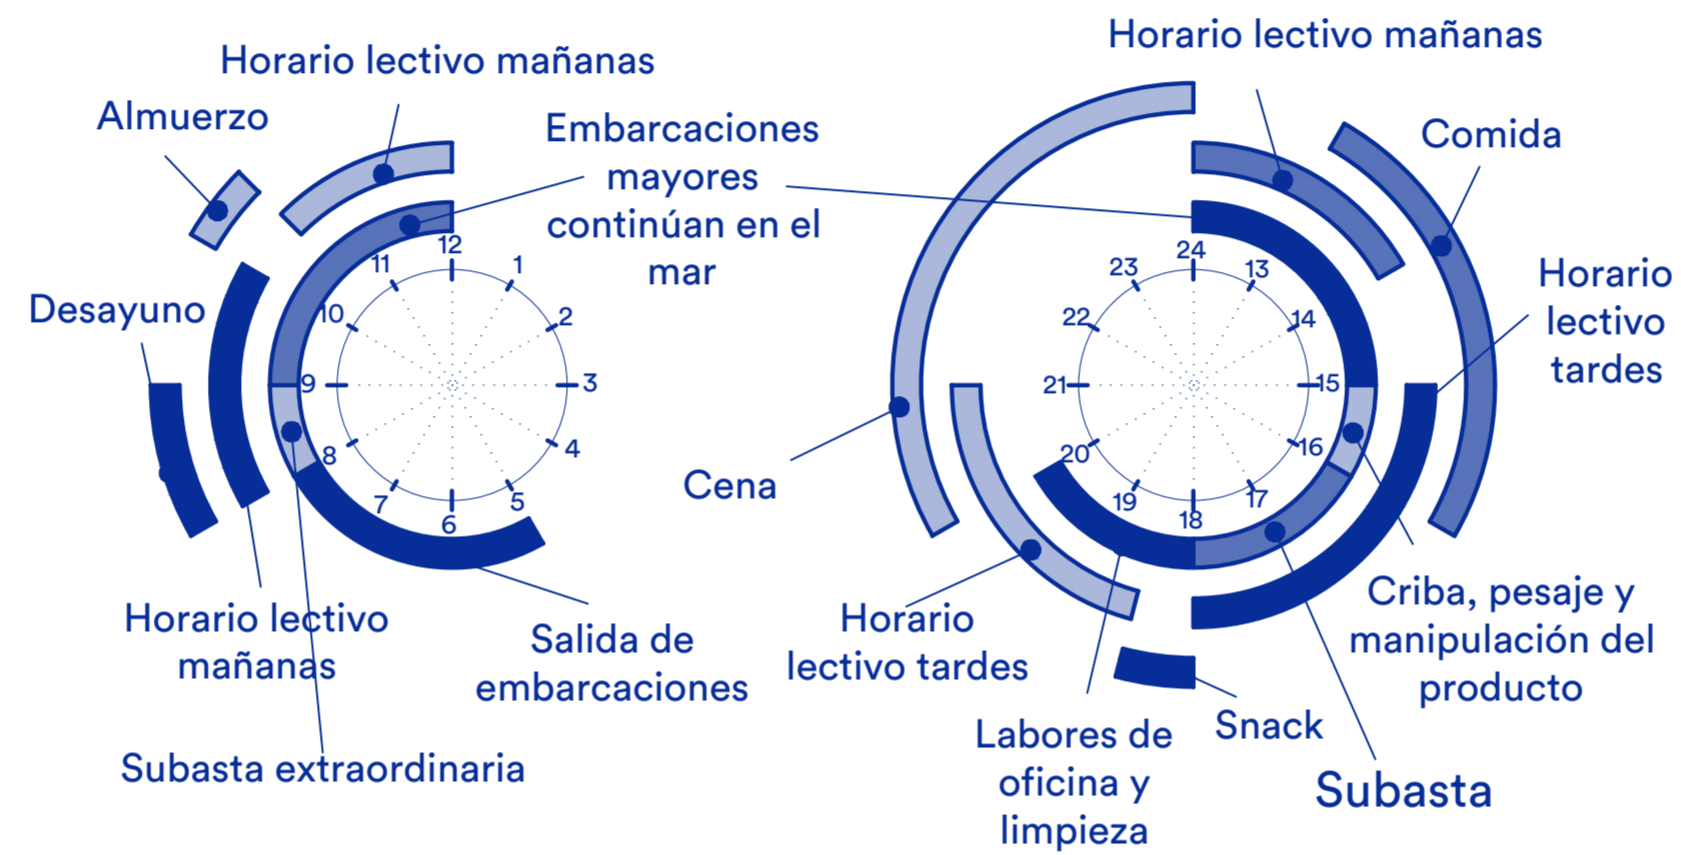 Horario lectivo mañanas
Almuerzo
Embarcaciones
mayores
continúan en el
mar
Desayuno
12
1
2
3
4
5
6
7
8
9
10
11
Horario lectivo
mañanas
Salida de
embarcaciones
Subasta extraordinaria
Horario lectivo mañanas
Comida
Horario
lectivo
tardes
24
13
14
15
16
17
18
19
20
21
22
23
Cena
Horario
lectivo tardes
Criba, pesaje y
manipulación del
producto
Labores de
oficina y
limpieza
Snack
Subasta